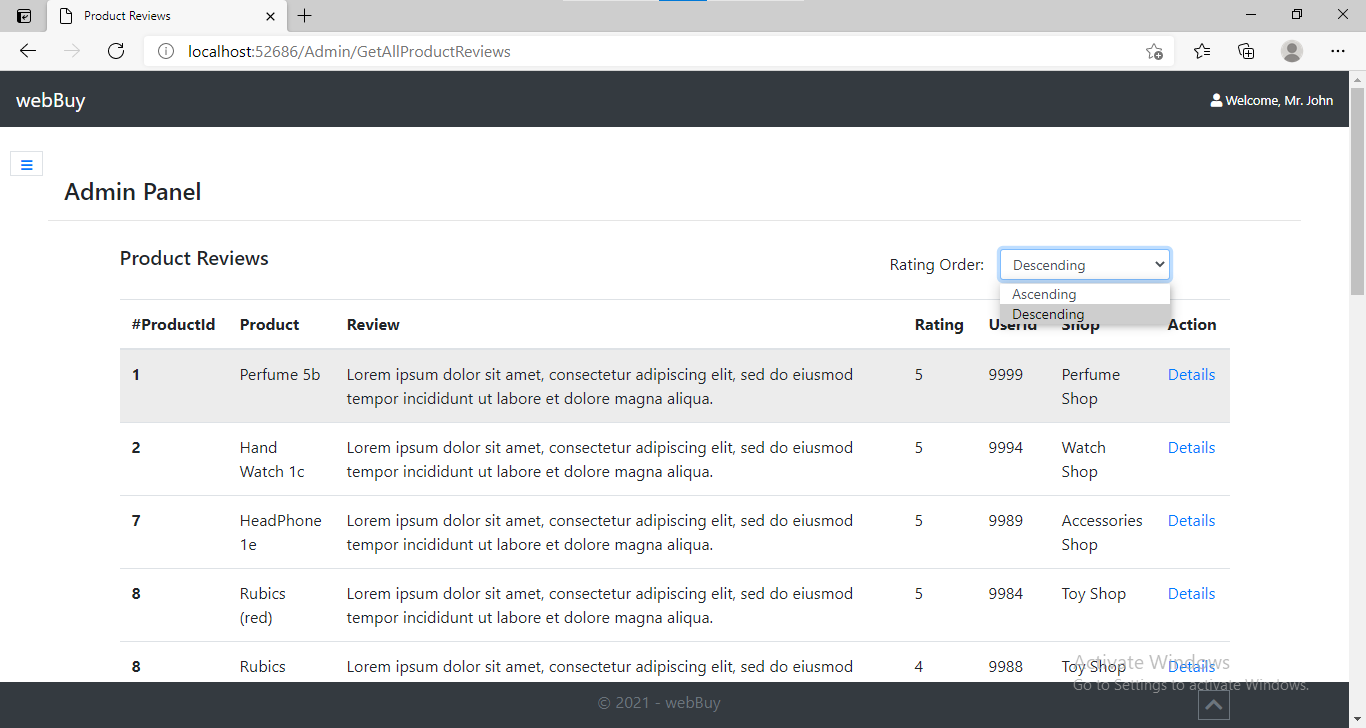 Product Reviews
localhost:52686/Admin/GetAllProductReviews
webBuy
Welcome, Mr. John
Admin Panel
Product Reviews
Rating Order:
Descending
Ascending
Descending
#ProductId Product Review Rating UserId Shop Action
1 Perfume 5b Lorem ipsum dolor sit amet, consectetur adipiscing elit, sed do eiusmod 5 9999 Perfume Details
tempor incididunt ut labore et dolore magna aliqua. Shop
2 Hand Lorem ipsum dolor sit amet, consectetur adipiscing elit, sed do eiusmod 5 9994 Watch Details
Watch 1c tempor incididunt ut labore et dolore magna aliqua. Shop
7 HeadPhone Lorem ipsum dolor sit amet, consectetur adipiscing elit, sed do eiusmod 5 9989 Accessories Details
1e tempor incididunt ut labore et dolore magna aliqua. Shop
8 Rubics Lorem ipsum dolor sit amet, consectetur adipiscing elit, sed do eiusmod 5 9984 Toy Shop Details
(red) tempor incididunt ut labore et dolore magna aliqua.
8 Rubics Lorem ipsum dolor sit amet, consectetur adipiscing elit, sed do eiusmod 4 9988 Toy Shop Details
Activate Windows
Go to Settings to activate Windows.
© 2021 - webBuy